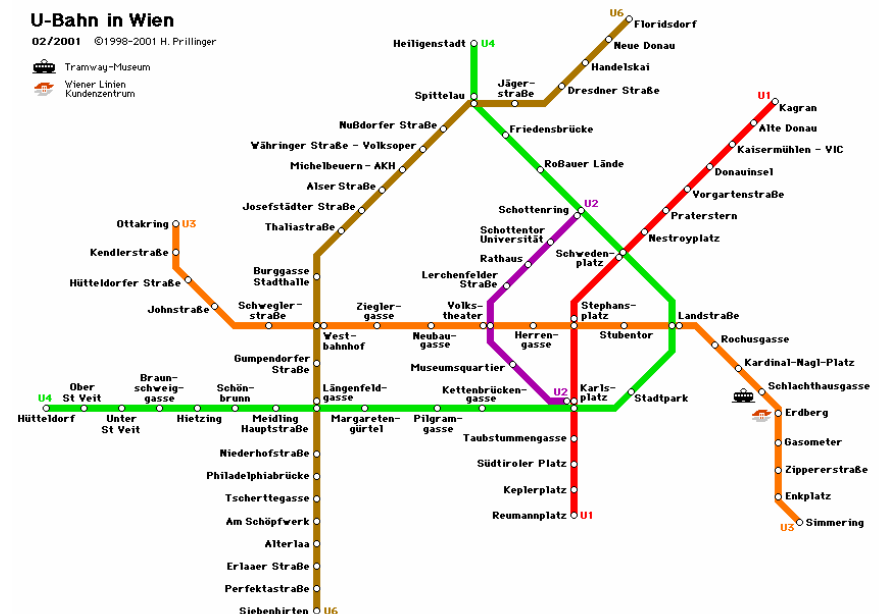 U-Bahn in Wien
02/2001 ©1998-2001 H. Prillinger
Tramway-Museum
Wiener Linien
Kundenzentrum
U6
Floridsdorf
Neue Donau
Handelskai
Dresdner Straße
Jäger-
straße
Heiligenstadt
U4
Spittelau
Nußdorfer Straße
Währinger Straße - Volksoper
Michelbeuern - AKH
Alser Straße
Josefstädter Straße
Thaliastraße
Burggasse
Stadthalle
Friedensbrücke
Roßauer Lände
U2
Schottenring
Schottentor
Universität
Rathaus
Lerchenfelder
Straße
Volks-
theater
Museumsquartier
U2
U1
Kagran
Alte Donau
Kaisermühlen - VIC
Donauinsel
Vorgartenstraße
Praterstern
Nestroyplatz
Schweden-
platz
Stephans-
platz
Ottakring
U3
Kendlerstraße
Hütteldorfer Straße
Johnstraße
Schwegler-
straße
West-
bahnhof
Ziegler-
gasse
Neubau-
gasse
Herren-
gasse
Stubentor
Landstraße
Rochusgasse
Kardinal-Nagl-Platz
Schlachthausgasse
Erdberg
Gasometer
Zippererstraße
Enkplatz
U3
Simmering
Gumpendorfer
Straße
U4
Hütteldorf
Ober
St Veit
Unter
St Veit
Braun-
schweig-
gasse
Hietzing
Schön-
brunn
Meidling
Hauptstraße
Längenfeld-
gasse
Margareten-
gürtel
Pilgram-
gasse
Kettenbrücken-
gasse
Karls-
platz
Stadtpark
Taubstummengasse
Südtiroler Platz
Keplerplatz
Reumannplatz
U1
Niederhofstraße
Philadelphiabrücke
Tscherttegasse
Am Schöpfwerk
Alterlaa
Erlaaer Straße
Perfektastraße
Siebenhirten
U6